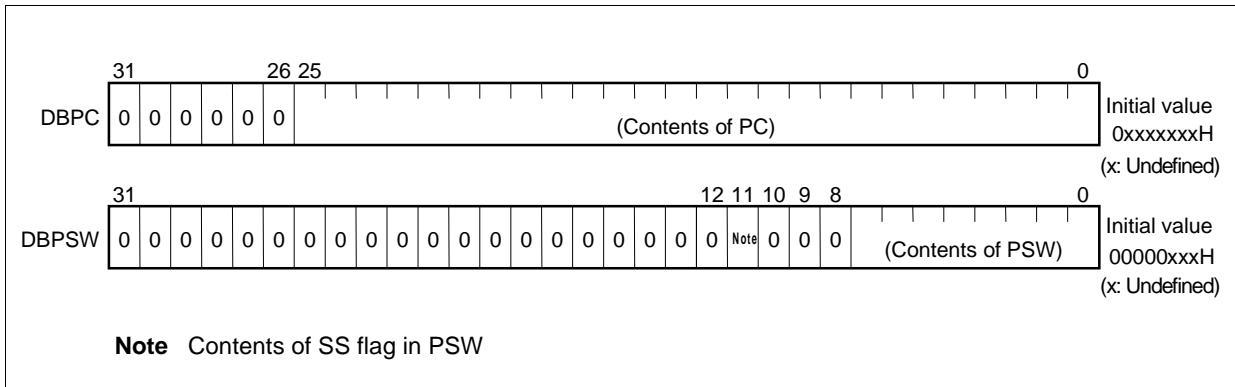 31 26 25 0
DBPC 0 0 0 0 0 0 (Contents of PC) Initial value
0xxxxxxxH
(x: Undefined)
31 12 11 10 9 8 0
DBPSW 0 0 0 0 0 0 0 0 0 0 0 0 0 0 0 0 0 0 0 0 Note 0 0 0 (Contents of PSW) Initial value
00000xxxH
(x: Undefined)
Note Contents of SS flag in PSW